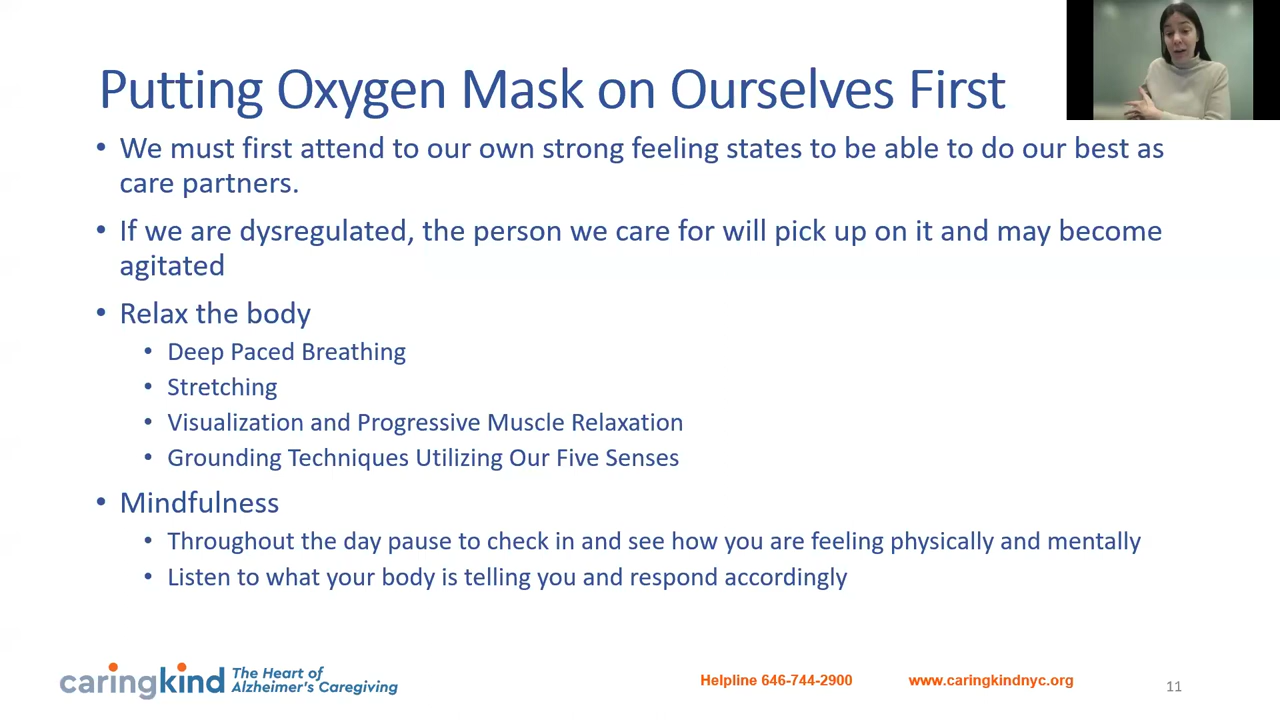 Putting Oxygen Mask on Ourselves First
• We must first attend to our own strong feeling states to be able to do our best as
care partners.
• If we are dysregulated, the person we care for will pick up on it and may become
agitated
• Relax the body
• Deep Paced Breathing
• Stretching
• Visualization and Progressive Muscle Relaxation
• Grounding Techniques Utilizing Our Five Senses
• Mindfulness
• Throughout the day pause to check in and see how you are feeling physically and mentally
• Listen to what your body is telling you and respond accordingly
caringkind The Heart of
Alzheimer's Caregiving
Helpline 646-744-2900 www.caringkindnyc.org 11